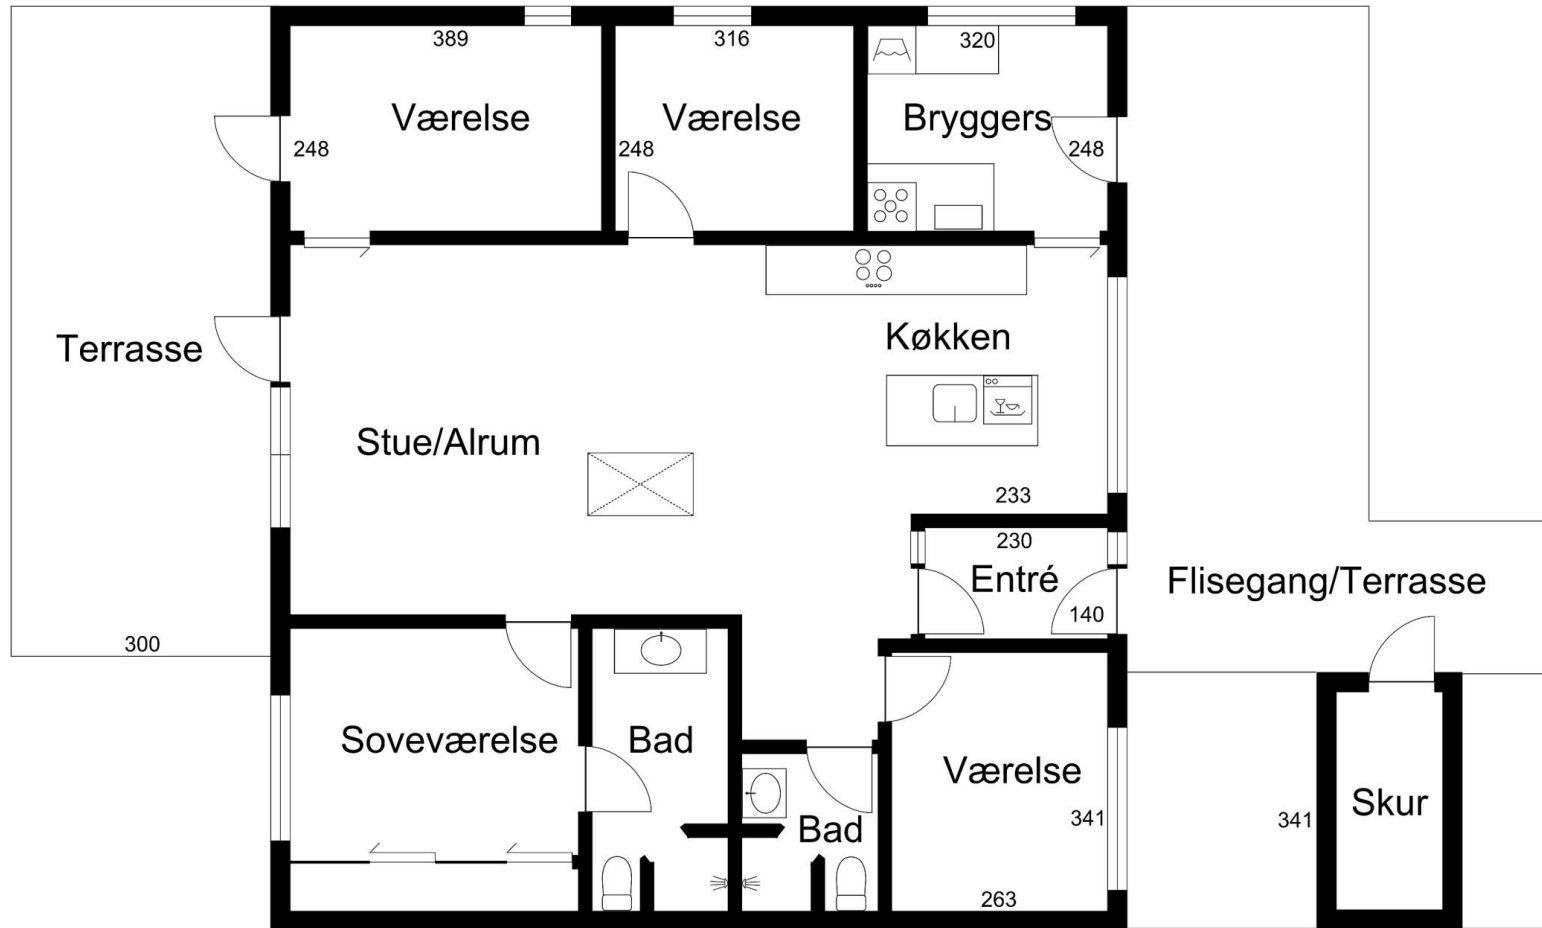 389
316
320
Værelse
Værelse
Bryggers
248
248
248
Terrasse
Køkken
Stue/Alrum
233
230
Entré
Flisegang/Terrasse
140
300
Soveværelse
Bad
Værelse
Bad
341
341
Skur
263